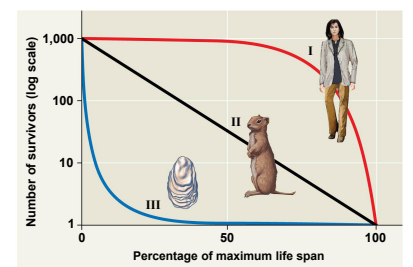 Number of survivors (log scale)
1,000
100
10
1
I
II
III
0
50
100
Percentage of maximum life span